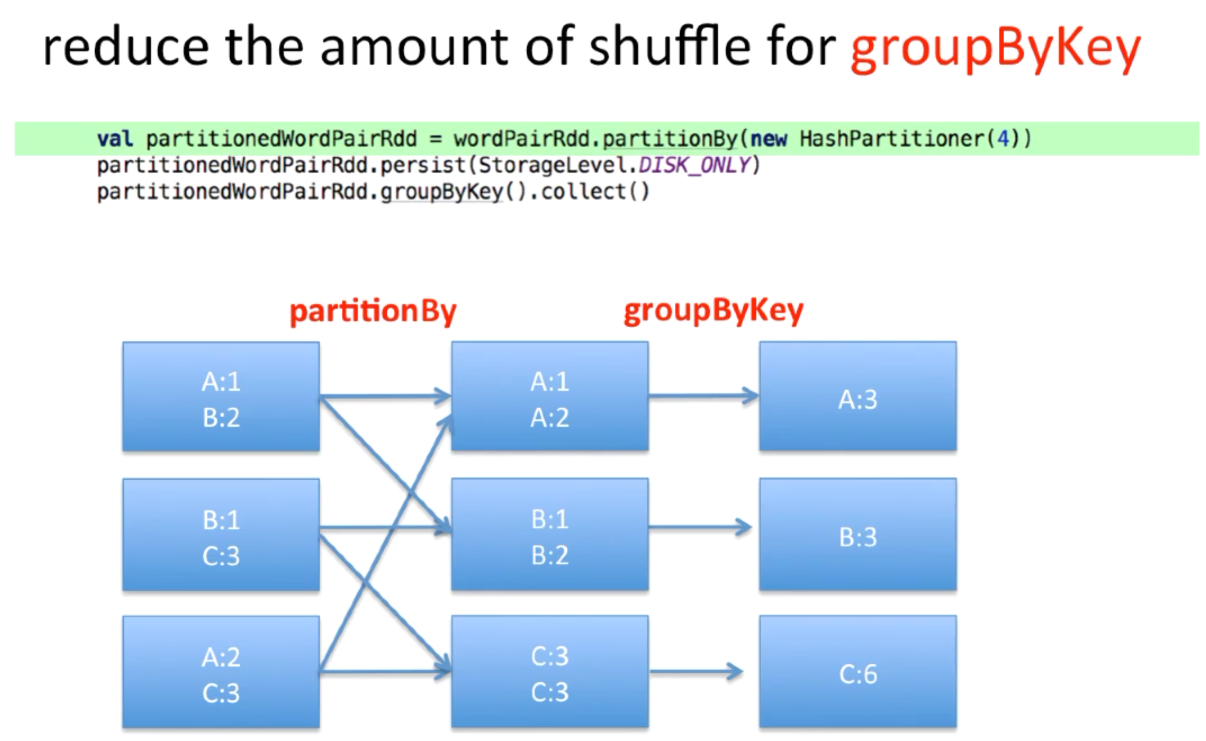 reduce the amount of shuffle for groupByKey
val partitionedWordPairRdd = wordPairRdd.partitionBy(new HashPartitioner(4))
partitionedWordPairRdd.persist(StorageLevel.DISK_ONLY)
partitionedWordPairRdd.groupByKey().collect()
partitionBy
groupByKey
A:1
B:2
A:1
A:2
A:3
B:1
C:3
B:1
B:2
B:3
A:2
C:3
C:3
C:3
C:6